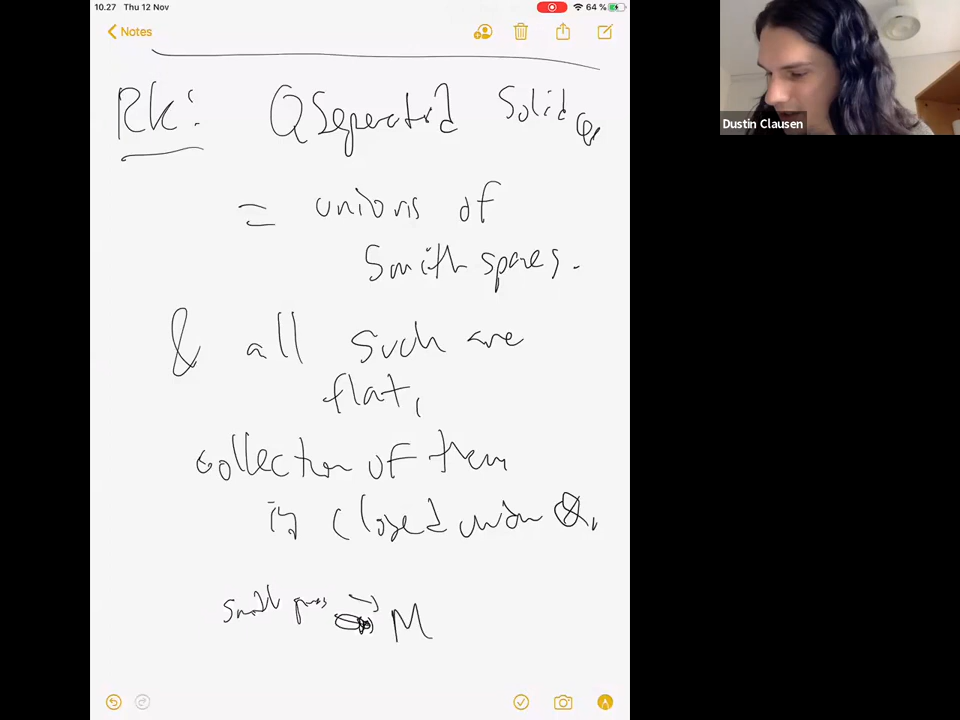 10.27 Thu 12 Nov
64 %
Notes
Dustin Clausen
Rk: QSeparated Solid
= unions of
Smith spaces.
& all such are
flat,
collection of them
is closed under ⊗.
M